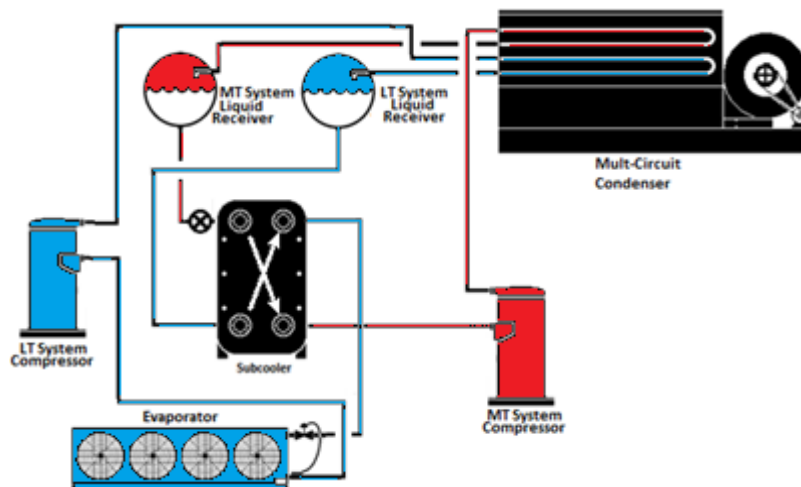 MT System
Liquid
Receiver
LT System
Liquid
Receiver
Mult-Circuit
Condenser
LT System
Compressor
Subcooler
MT System
Compressor
Evaporator